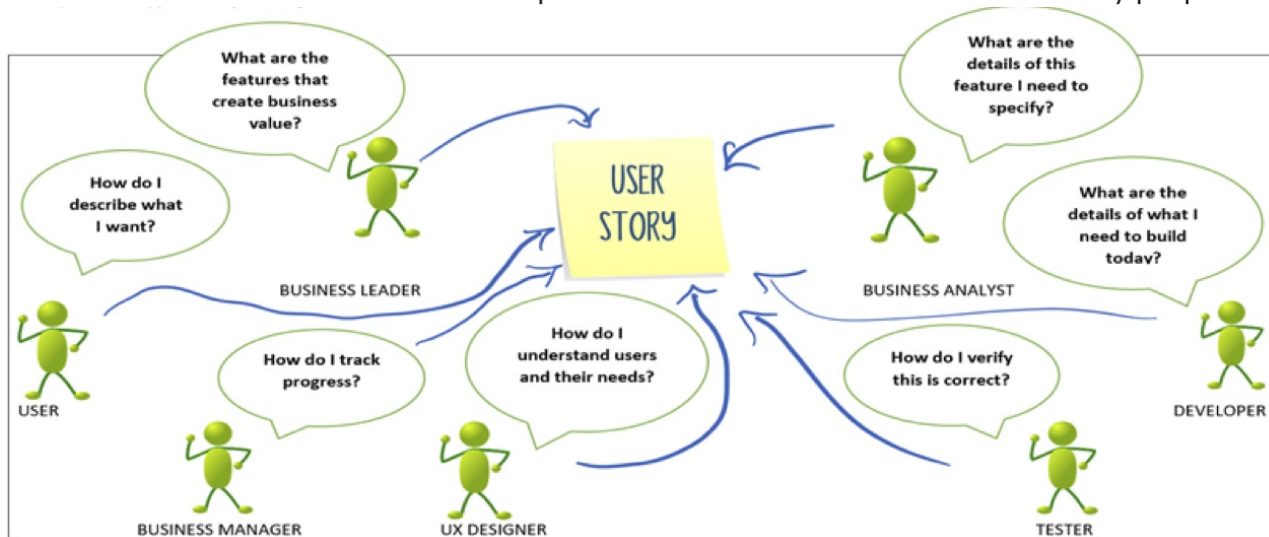 What are the
features that
create business
value?
What are the
details of this
feature I need to
specify?
How do I
describe what
I want?
USER
STORY
What are the
details of what I
need to build
today?
BUSINESS LEADER
BUSINESS ANALYST
How do I track
progress?
How do I
understand users
and their needs?
How do I verify
this is correct?
USER
DEVELOPER
BUSINESS MANAGER
UX DESIGNER
TESTER